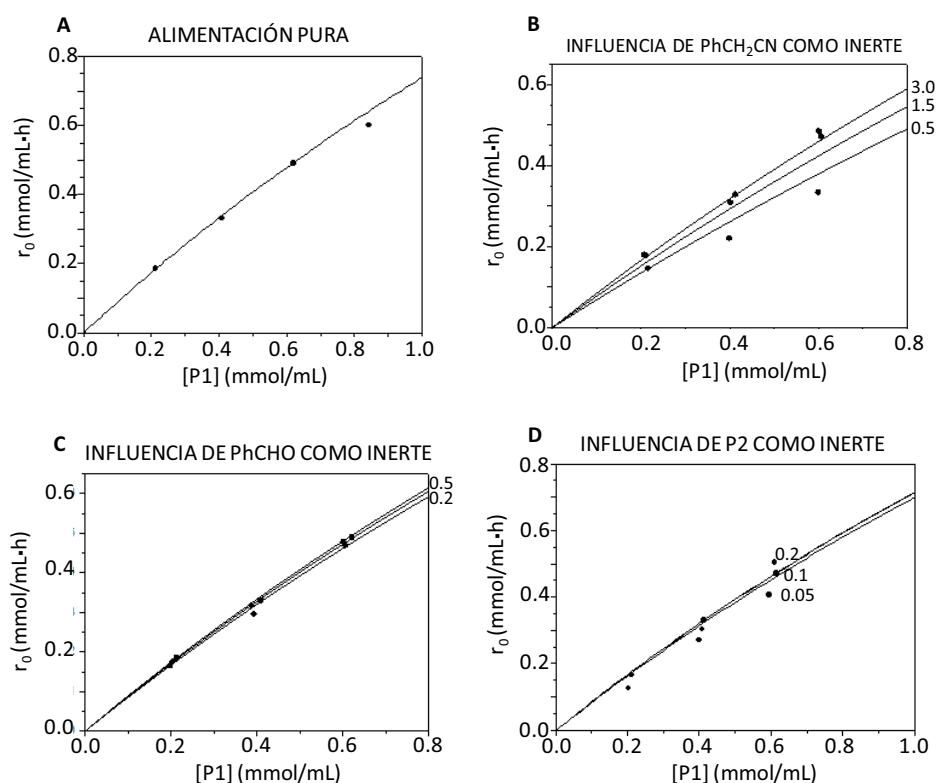 A
ALIMENTACIÓN PURA
0.8
0.6
0.4
0.2
0.0
r0 (mmol/mL▪h)
0.0 0.2 0.4 0.6 0.8 1.0
[P1] (mmol/mL)
B
INFLUENCIA DE PhCH2CN COMO INERTE
0.6
0.4
0.2
0.0
r0 (mmol/mL▪h)
3.0
1.5
0.5
0.0 0.2 0.4 0.6 0.8
[P1] (mmol/mL)
C
INFLUENCIA DE PhCHO COMO INERTE
0.6
0.4
0.2
0.0
r0 (mmol/mL▪h)
0.5
0.2
0.0 0.2 0.4 0.6 0.8
[P1] (mmol/mL)
D
INFLUENCIA DE P2 COMO INERTE
0.8
0.6
0.4
0.2
0.0
r0 (mmol/mL▪h)
0.2
0.1
0.05
0.0 0.2 0.4 0.6 0.8 1.0
[P1] (mmol/mL)